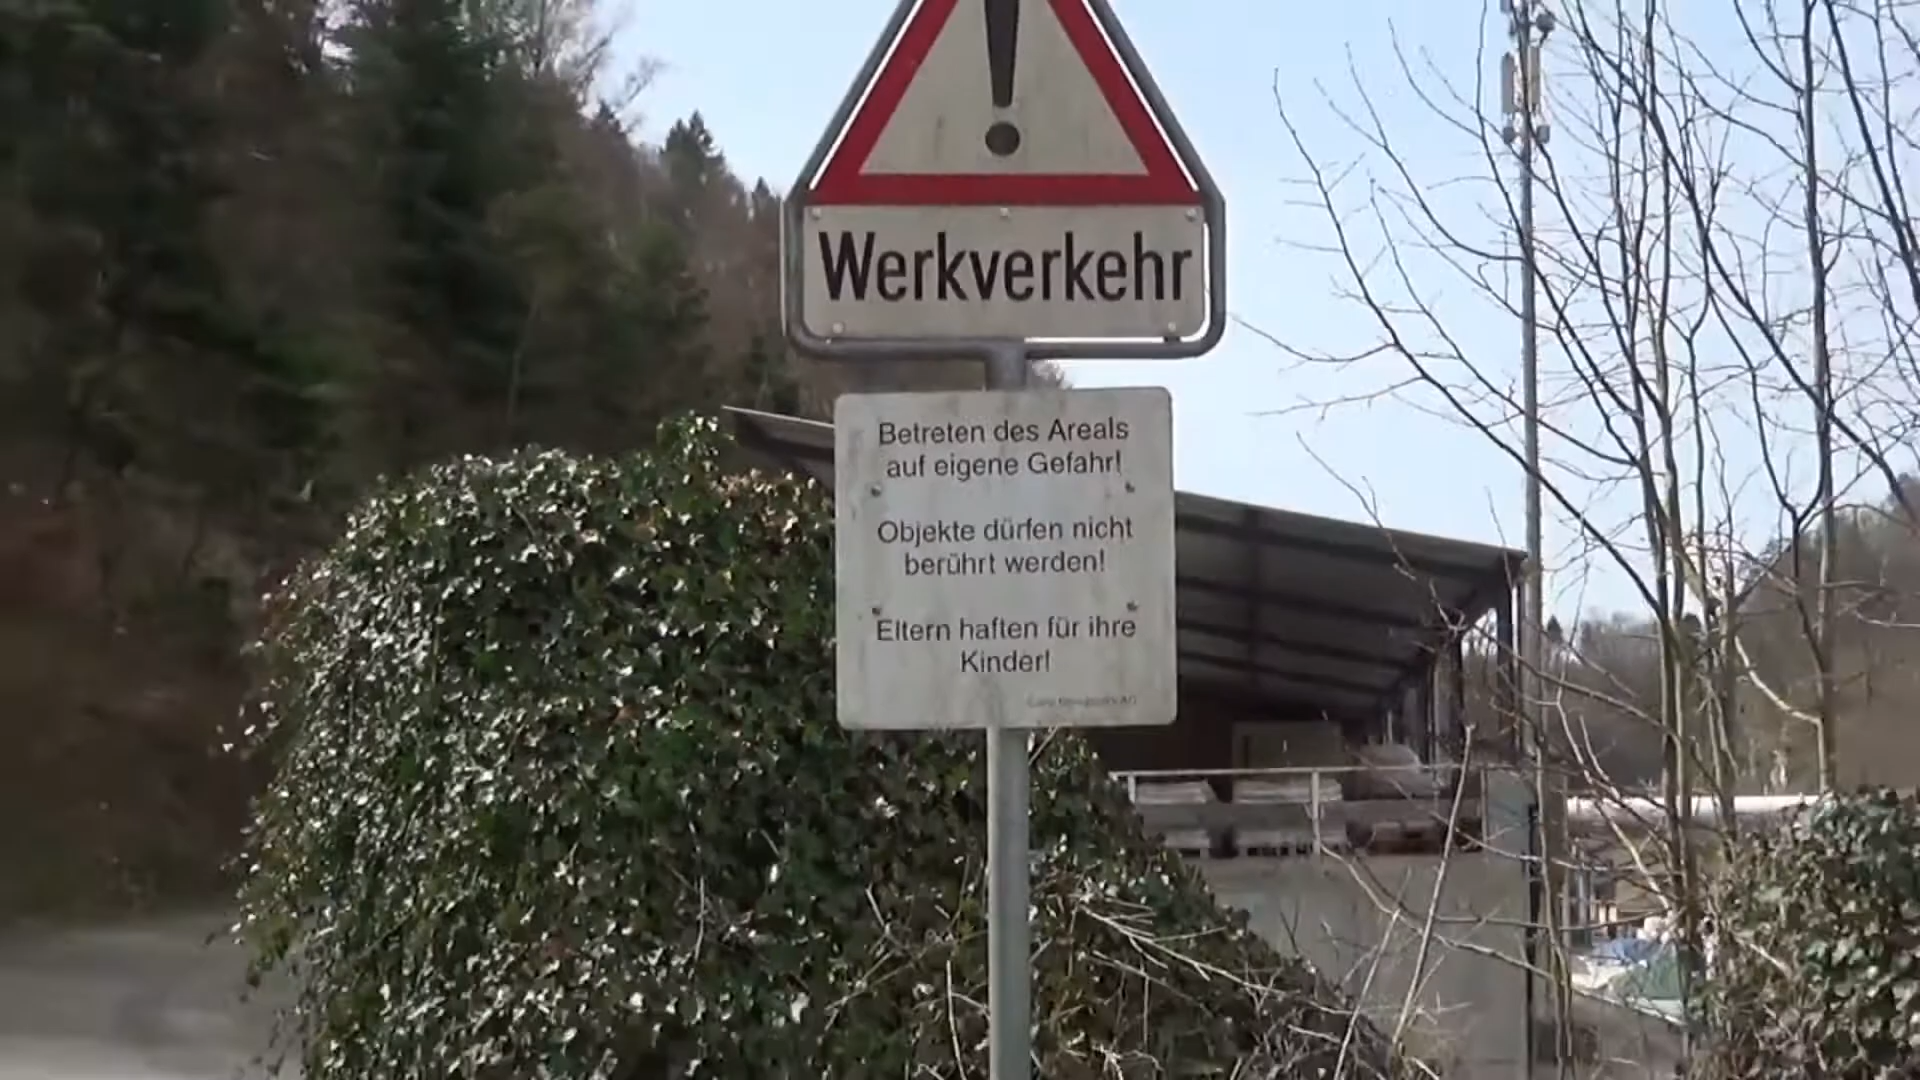 Werkverkehr
Betreten des Areals
auf eigene Gefahr!
Objekte dürfen nicht
berührt werden!
Eltern haften für ihre
Kinder!